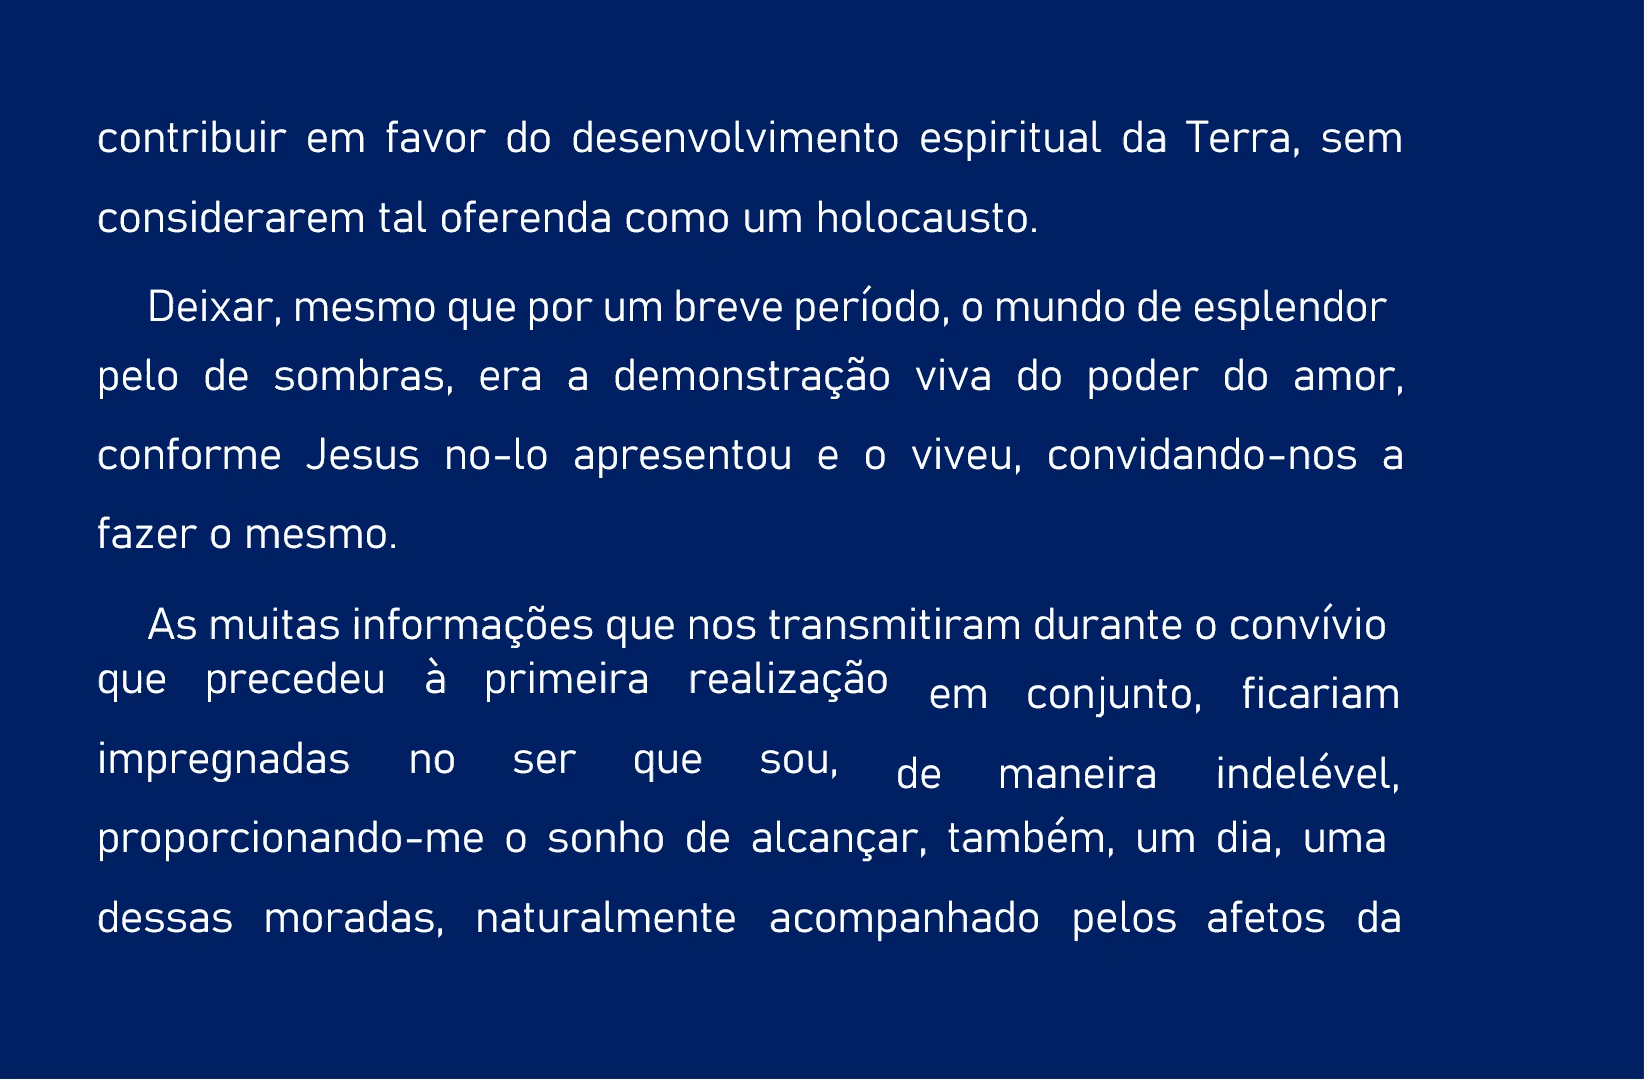 contribuir em favor do desenvolvimento espiritual da Terra, sem
considerarem tal oferenda como um holocausto.
Deixar, mesmo que por um breve período, o mundo de esplendor
pelo de sombras, era a demonstração viva do poder do amor,
conforme Jesus no-lo apresentou e o viveu, convidando-nos a
fazer o mesmo.
As muitas informações que nos transmitiram durante o convívio
que precedeu à primeira realização em conjunto, ficariam
impregnadas no ser que sou, de maneira indelével,
proporcionando-me o sonho de alcançar, também, um dia, uma
dessas moradas, naturalmente acompanhado pelos afetos da